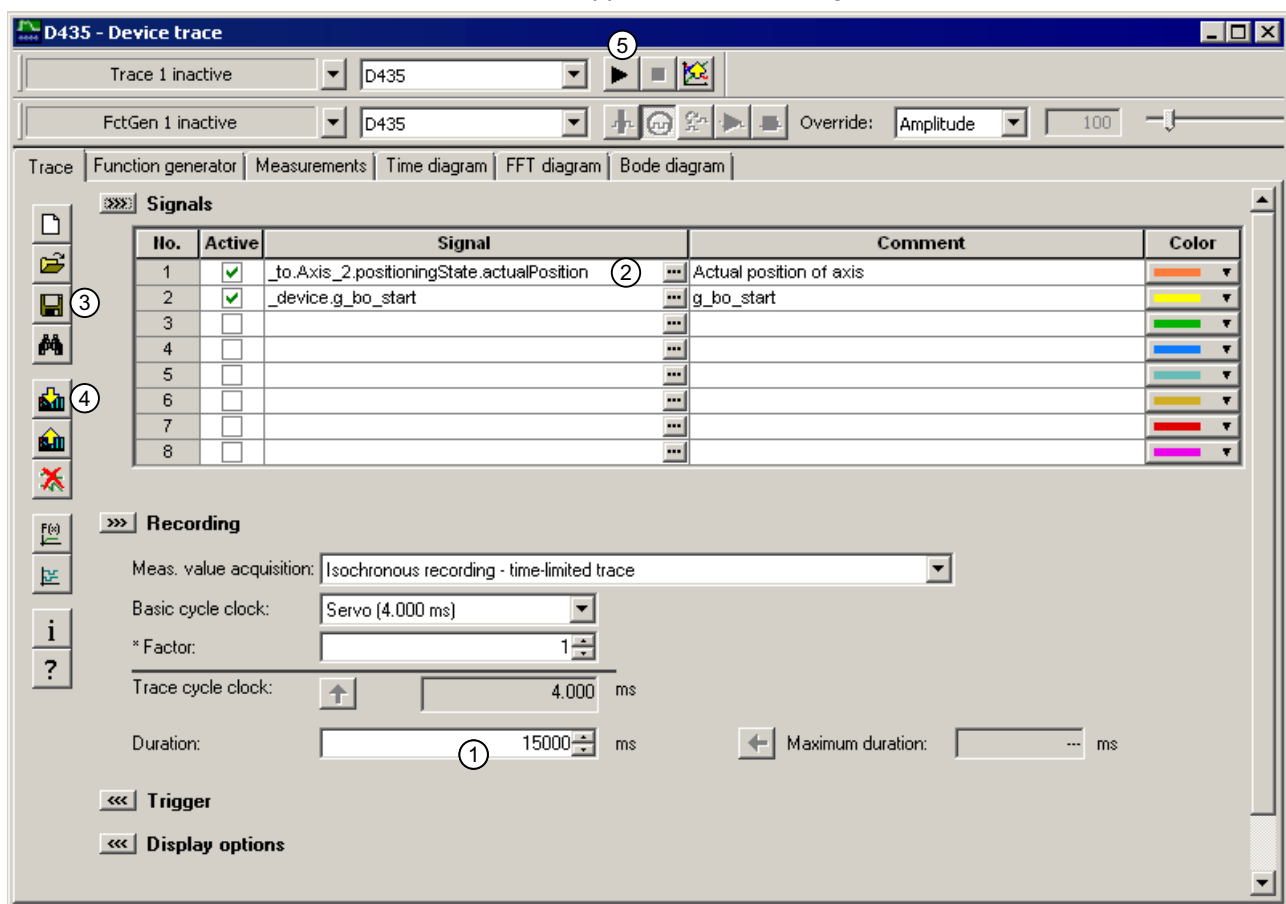 D435 - Device trace
5
Trace 1 inactive D435
FctGen 1 inactive D435 Override: Amplitude 100
Trace Function generator Measurements Time diagram FFT diagram Bode diagram
>>> Signals
No. Active Signal Comment Color
1 _to.Axis_2.positioningState.actualPosition 2 ... Actual position of axis
2 _device.g_bo_start ... g_bo_start
3
3 ...
4 ...
5 ...
4
6 ...
7 ...
8 ...
F(x)
>>> Recording
Meas. value acquisition: Isochronous recording - time-limited trace
Basic cycle clock: Servo (4.000 ms)
i
* Factor: 1
?
Trace cycle clock: 4.000 ms
Duration: 1 15000 ms Maximum duration: --- ms
<<< Trigger
<<< Display options